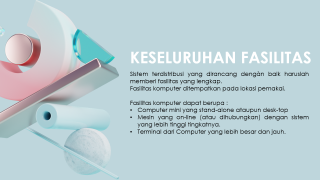 KESELURUHAN FASILITAS
Sistem terdistribusi yang dirancang dengan baik haruslah
memberi fasilitas yang lengkap.
Fasilitas komputer ditempatkan pada lokasi pemakai.
Fasilitas komputer dapat berupa :
• Computer mini yang stand-alone ataupun desk-top
• Mesin yang on-line (atau dihubungkan) dengan sistem
yang lebih tinggi tingkatnya.
• Terminal dari Computer yang lebih besar dan jauh.